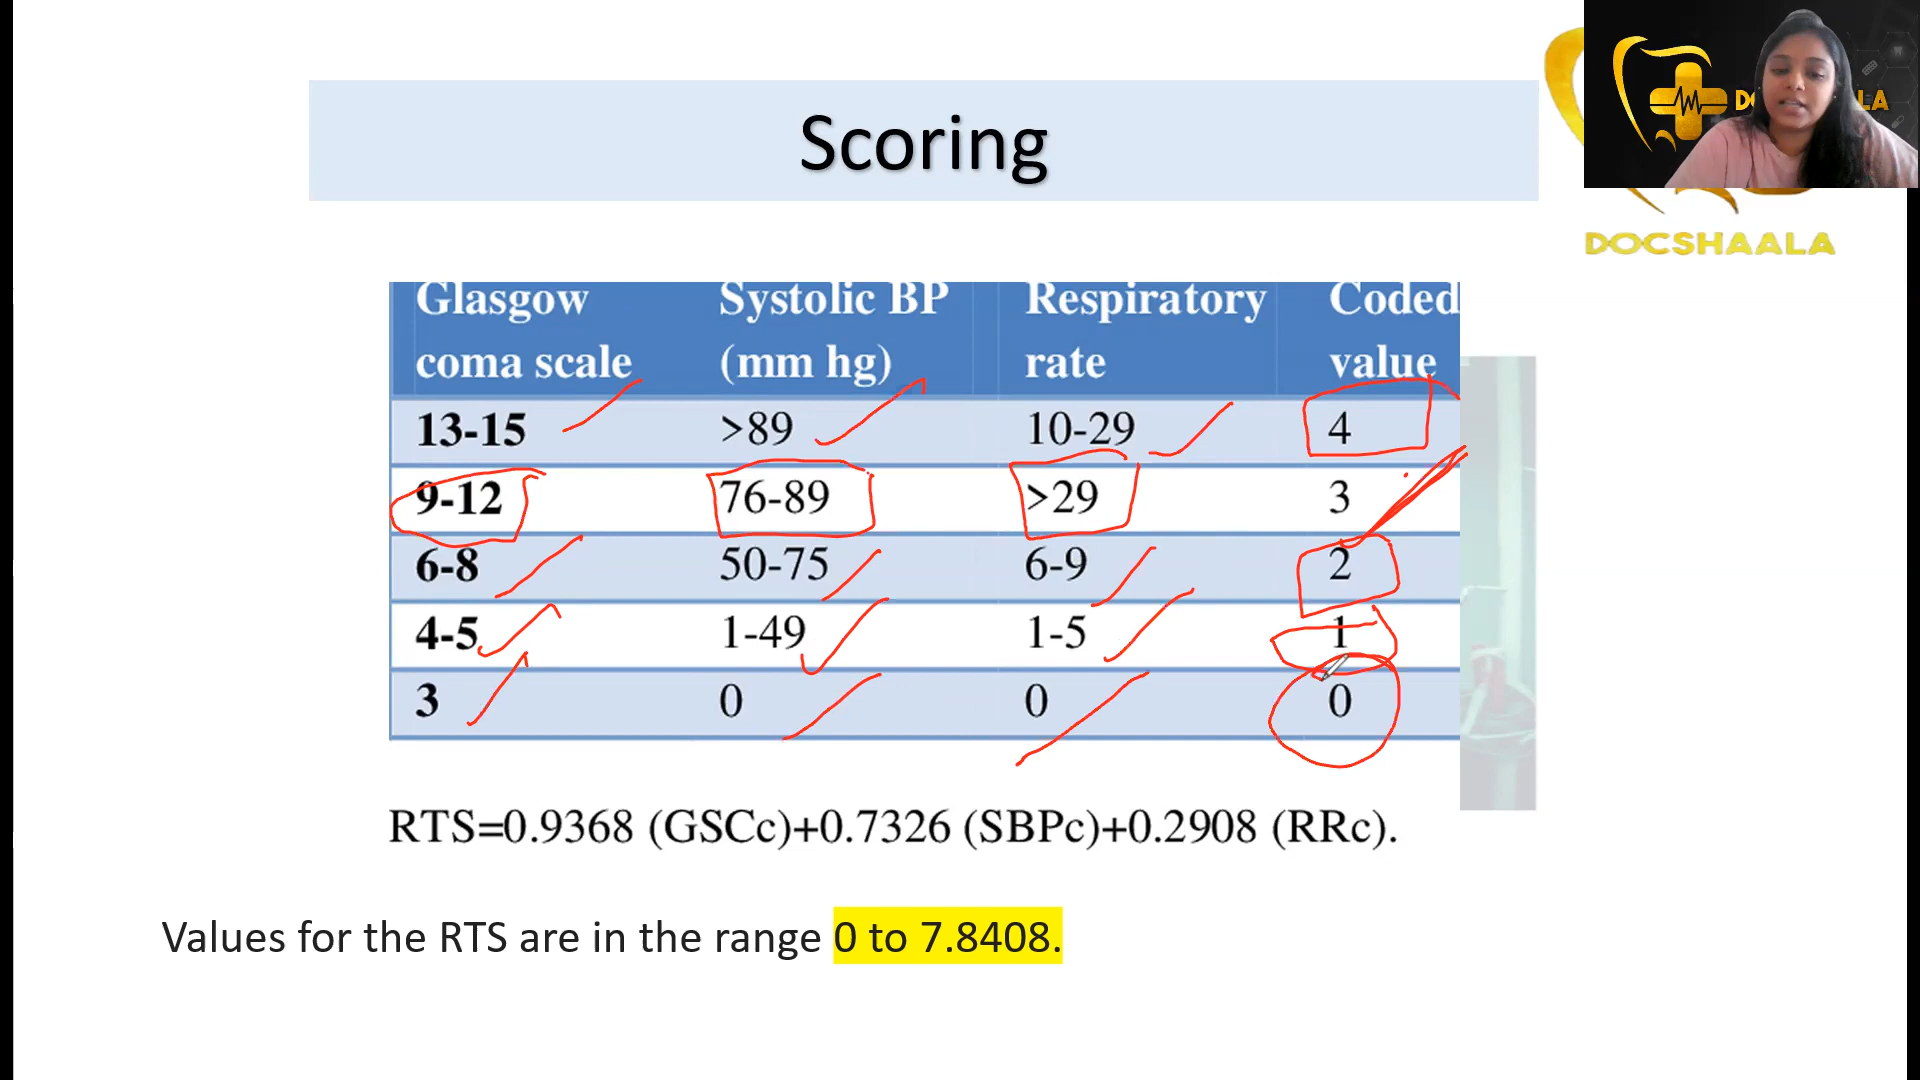 Scoring
DOCSHAALA
Glasgow coma scale Systolic BP (mm hg) Respiratory rate Coded value
13-15 >89 10-29 4
9-12 76-89 >29 3
6-8 50-75 6-9 2
4-5 1-49 1-5 1
3 0 0 0
RTS=0.9368 (GSCc)+0.7326 (SBPc)+0.2908 (RRc).
Values for the RTS are in the range 0 to 7.8408.